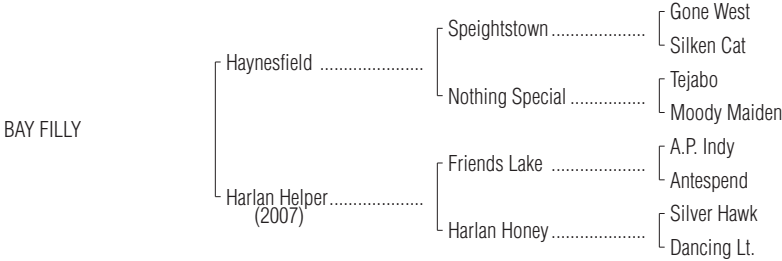 Gone West
Speightstown ....................
Silken Cat
Haynesfield ......................
Tejabo
Nothing Special ................
Moody Maiden
BAY FILLY
A.P. Indy
Friends Lake ....................
Antespend
Harlan Helper....................
(2007)
Silver Hawk
Harlan Honey....................
Dancing Lt.